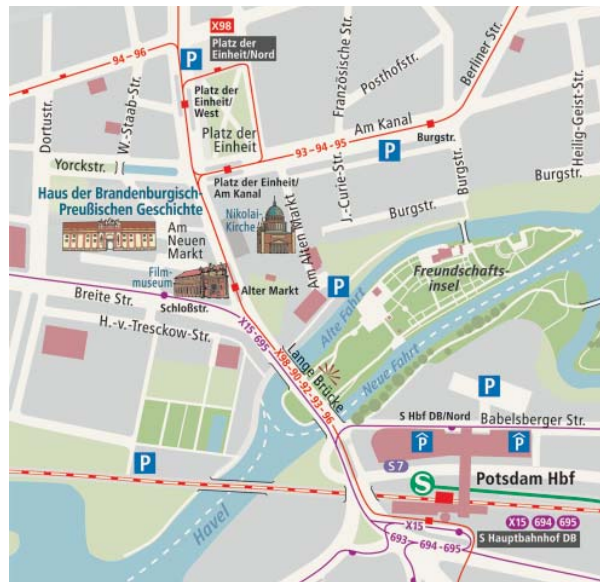 X98
Platz der
Einheit/Nord
94-96
P
Französische Str.
Posthofstr.
Berliner Str.
Dortustr.
W.-Staab-Str.
Platz der
Einheit/
West
Platz der
Einheit
Am Kanal
93-94-95
Burgstr.
P
Heilig-Geist-Str.
Yorckstr.
Platz der Einheit/
Am Kanal
J.-Curie-Str.
Burgstr.
Burgstr.
Haus der Brandenburgisch-
Preußischen Geschichte
Nikolai-
Kirche
Am Alten Markt
Burgstr.
Am
Neuen
Markt
Film-
museum
Freundschafts-
insel
Alter Markt
P
Breite Str.
Schloßstr.
Alte Fahrt
H.-v.-Tresckow-Str.
X15-695
X98-90-92-93-96
Lange Brücke
Neue Fahrt
P
S Hbf DB/Nord
Babelsberger Str.
P
P
P
S 7
S
Potsdam Hbf
Havel
X15
X15 694 695
693
694-695
S Hauptbahnhof DB